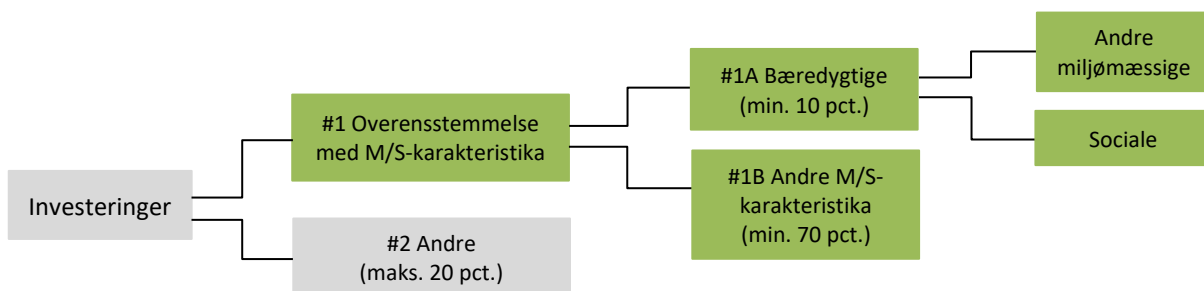 Investeringer
#1 Overensstemmelse
med M/S-karakteristika
#2 Andre
(maks. 20 pct.)
#1A Bæredygtige
(min. 10 pct.)
#1B Andre M/S-
karakteristika
(min. 70 pct.)
Andre
miljømæssige
Sociale